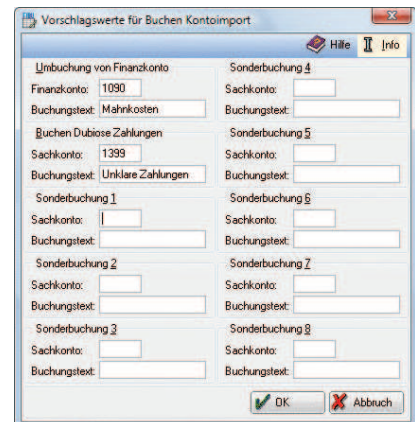 Vorschlagswerte für Buchen Kontoimport
Hilfe Info
Umbuchung von Finanzkonto
Finanzkonto: 1090
Buchungstext: Mahnkosten
Buchen Dubiose Zahlungen
Sachkonto: 1399
Buchungstext: Unklare Zahlungen
Sonderbuchung 1
Sachkonto:
Buchungstext:
Sonderbuchung 2
Sachkonto:
Buchungstext:
Sonderbuchung 3
Sachkonto:
Buchungstext:
Sonderbuchung 4
Sachkonto:
Buchungstext:
Sonderbuchung 5
Sachkonto:
Buchungstext:
Sonderbuchung 6
Sachkonto:
Buchungstext:
Sonderbuchung 7
Sachkonto:
Buchungstext:
Sonderbuchung 8
Sachkonto:
Buchungstext:
OK Abbruch